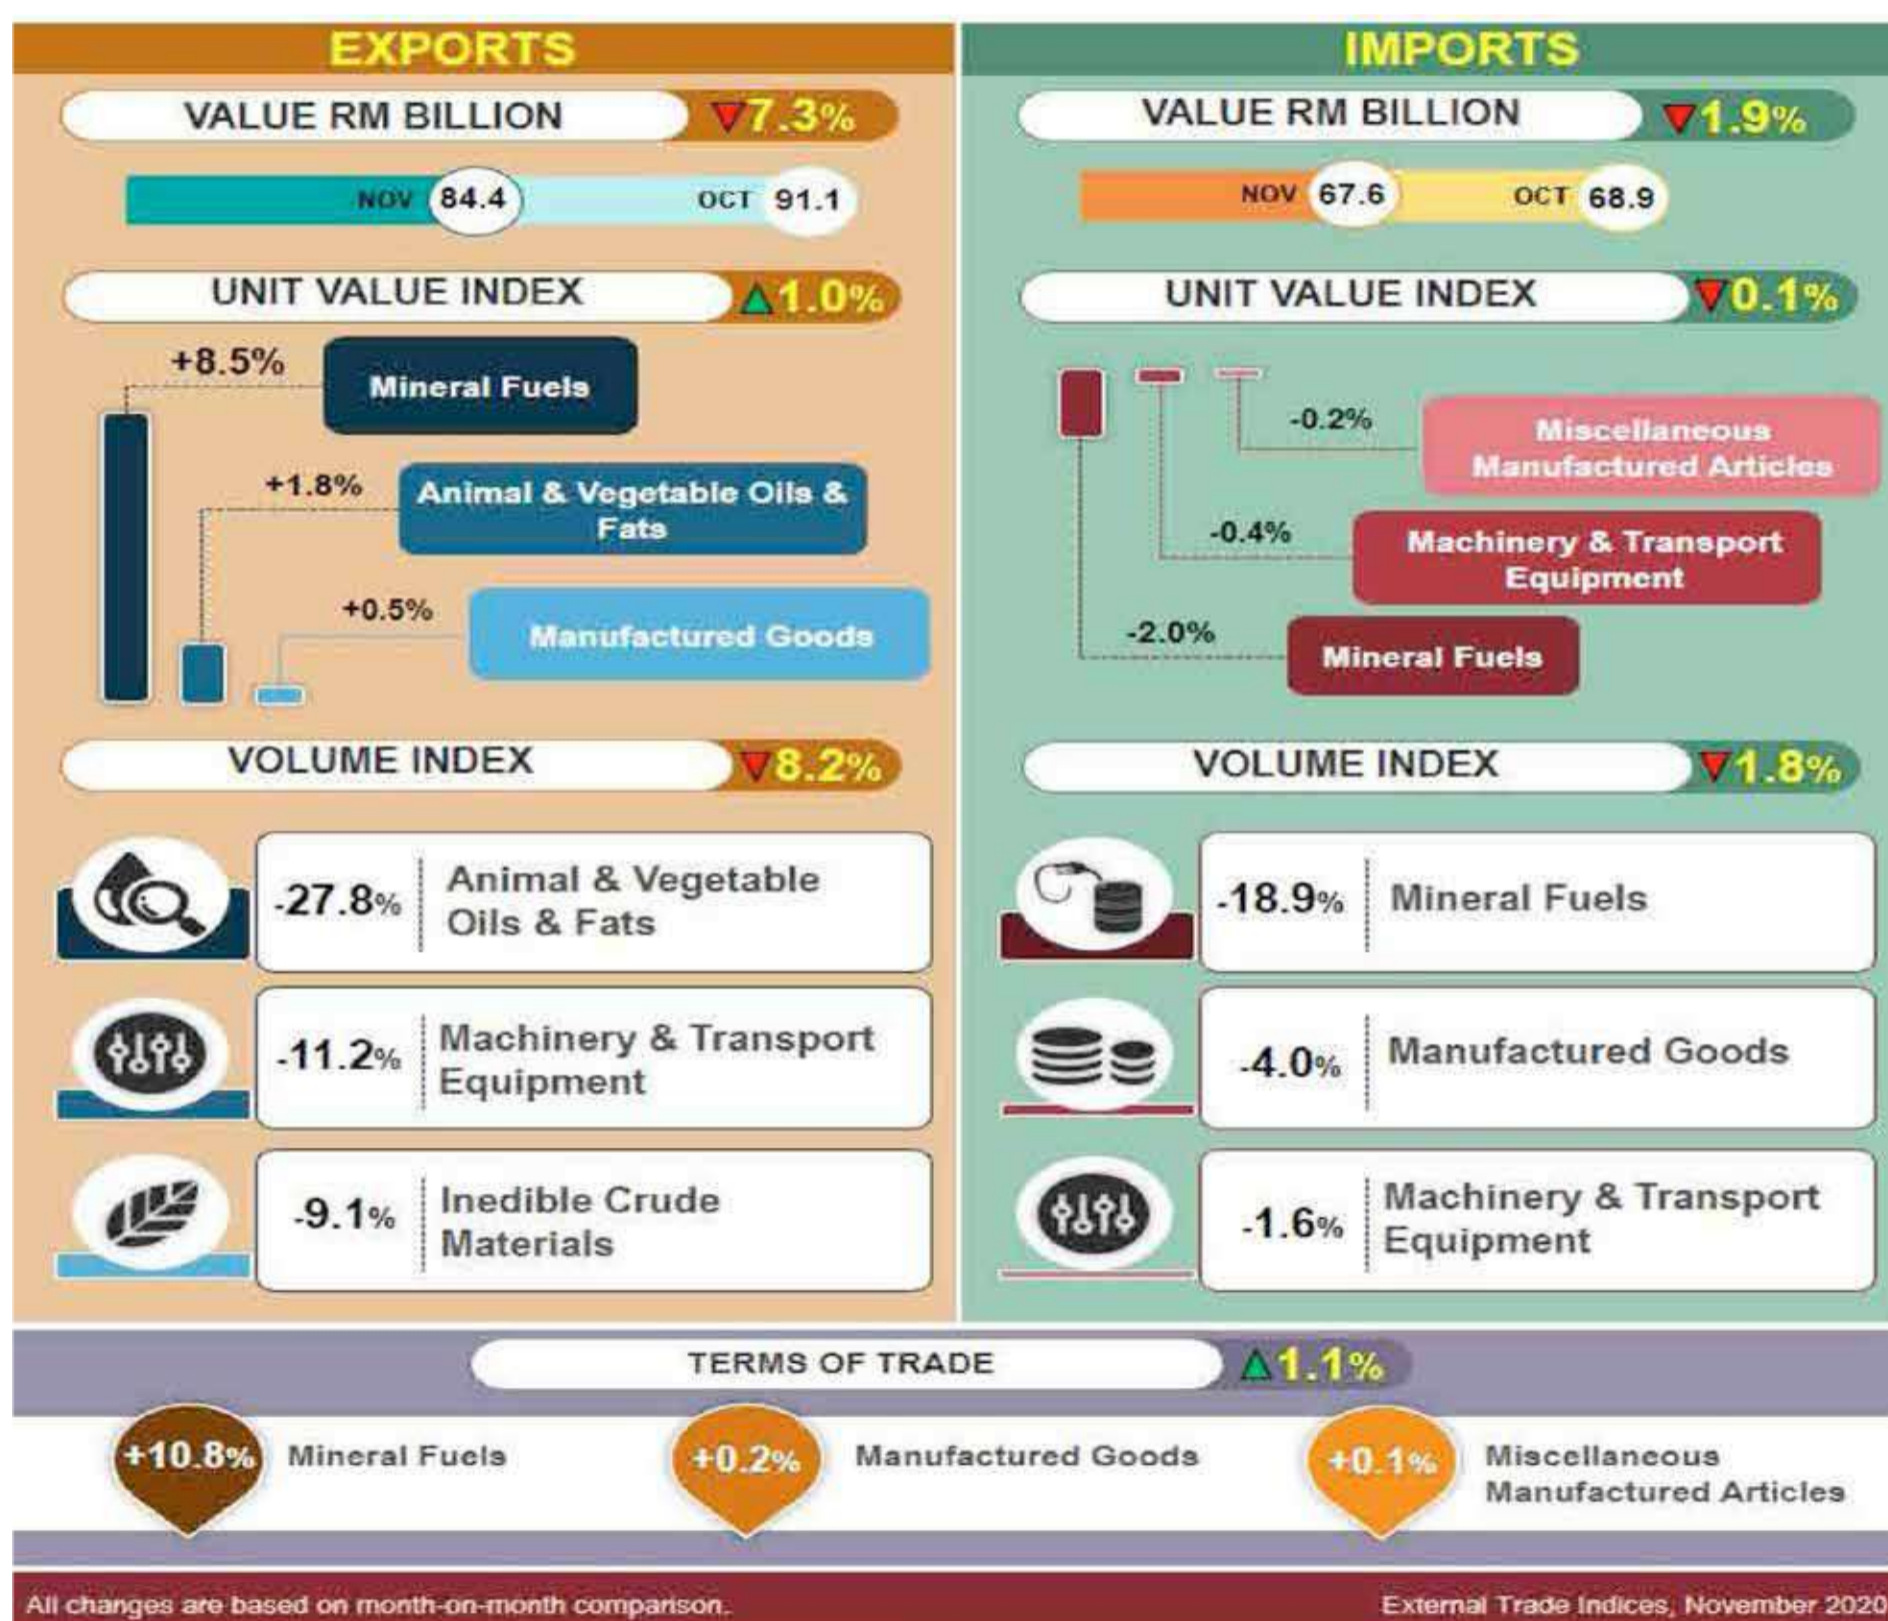 EXPORTS
VALUE RM BILLION
▼7.3%
NOV 84.4
OCT 91.1
UNIT VALUE INDEX
▲1.0%
+8.5%
Mineral Fuels
+1.8%
Animal & Vegetable Oils &
Fats
+0.5%
Manufactured Goods
VOLUME INDEX
▼8.2%
-27.8%
Animal & Vegetable
Oils & Fats
-11.2%
Machinery & Transport
Equipment
-9.1%
Inedible Crude
Materials
IMPORTS
VALUE RM BILLION
▼1.9%
NOV 67.6
OCT 68.9
UNIT VALUE INDEX
▼0.1%
-0.2%
Miscellaneous
Manufactured Articles
-0.4%
Machinery & Transport
Equipment
-2.0%
Mineral Fuels
VOLUME INDEX
▼1.8%
-18.9%
Mineral Fuels
-4.0%
Manufactured Goods
-1.6%
Machinery & Transport
Equipment
TERMS OF TRADE
▲1.1%
+10.8%
Mineral Fuels
+0.2%
Manufactured Goods
+0.1%
Miscellaneous
Manufactured Articles
All changes are based on month-on-month comparison.
External Trade Indices, November 2020